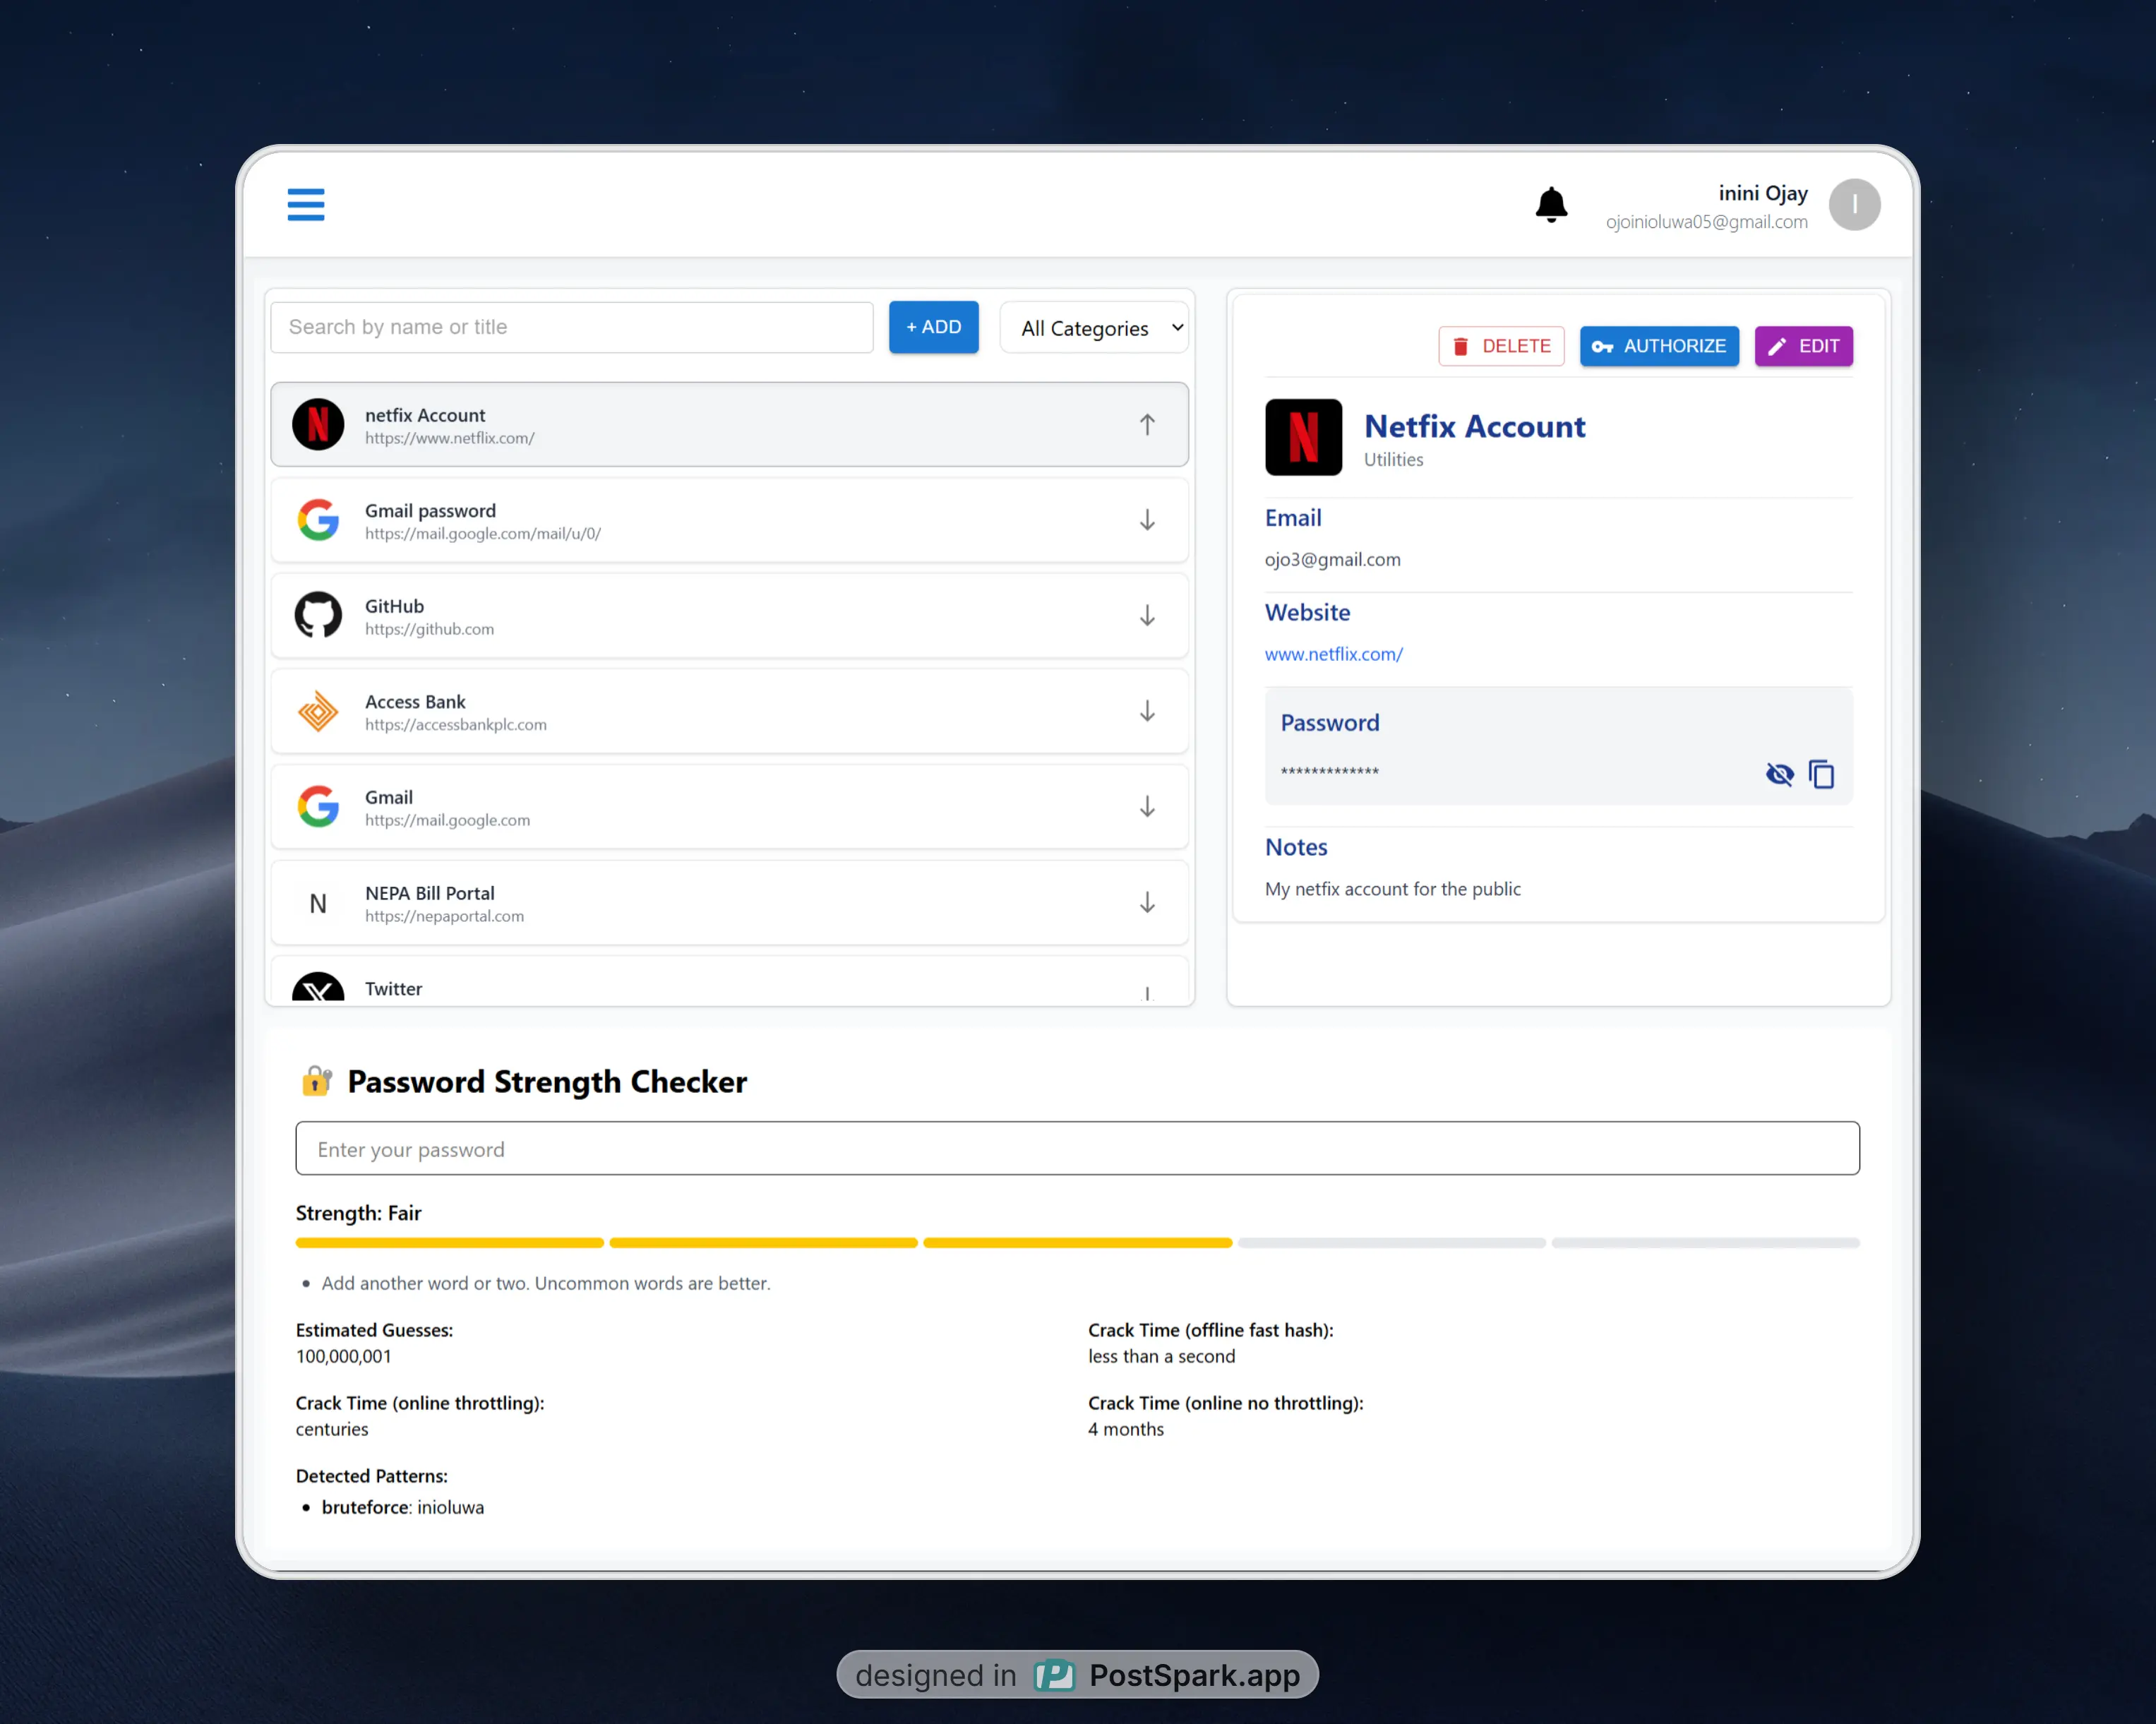 inini Ojay
ojoinioluwa05@gmail.com
I
Search by name or title
+ ADD
All Categories
netfix Account
https://www.netflix.com/
Gmail password
https://mail.google.com/mail/u/0/
GitHub
https://github.com
Access Bank
https://accessbankplc.com
Gmail
https://mail.google.com
N
NEPA Bill Portal
https://nepaportal.com
Twitter
DELETE
AUTHORIZE
EDIT
N
Netfix Account
Utilities
Email
ojo3@gmail.com
Website
www.netflix.com/
Password
*************
Notes
My netfix account for the public
Password Strength Checker
Enter your password
Strength: Fair
• Add another word or two. Uncommon words are better.
Estimated Guesses:
100,000,001
Crack Time (offline fast hash):
less than a second
Crack Time (online throttling):
centuries
Crack Time (online no throttling):
4 months
Detected Patterns:
• bruteforce: inioluwa
designed in PostSpark.app